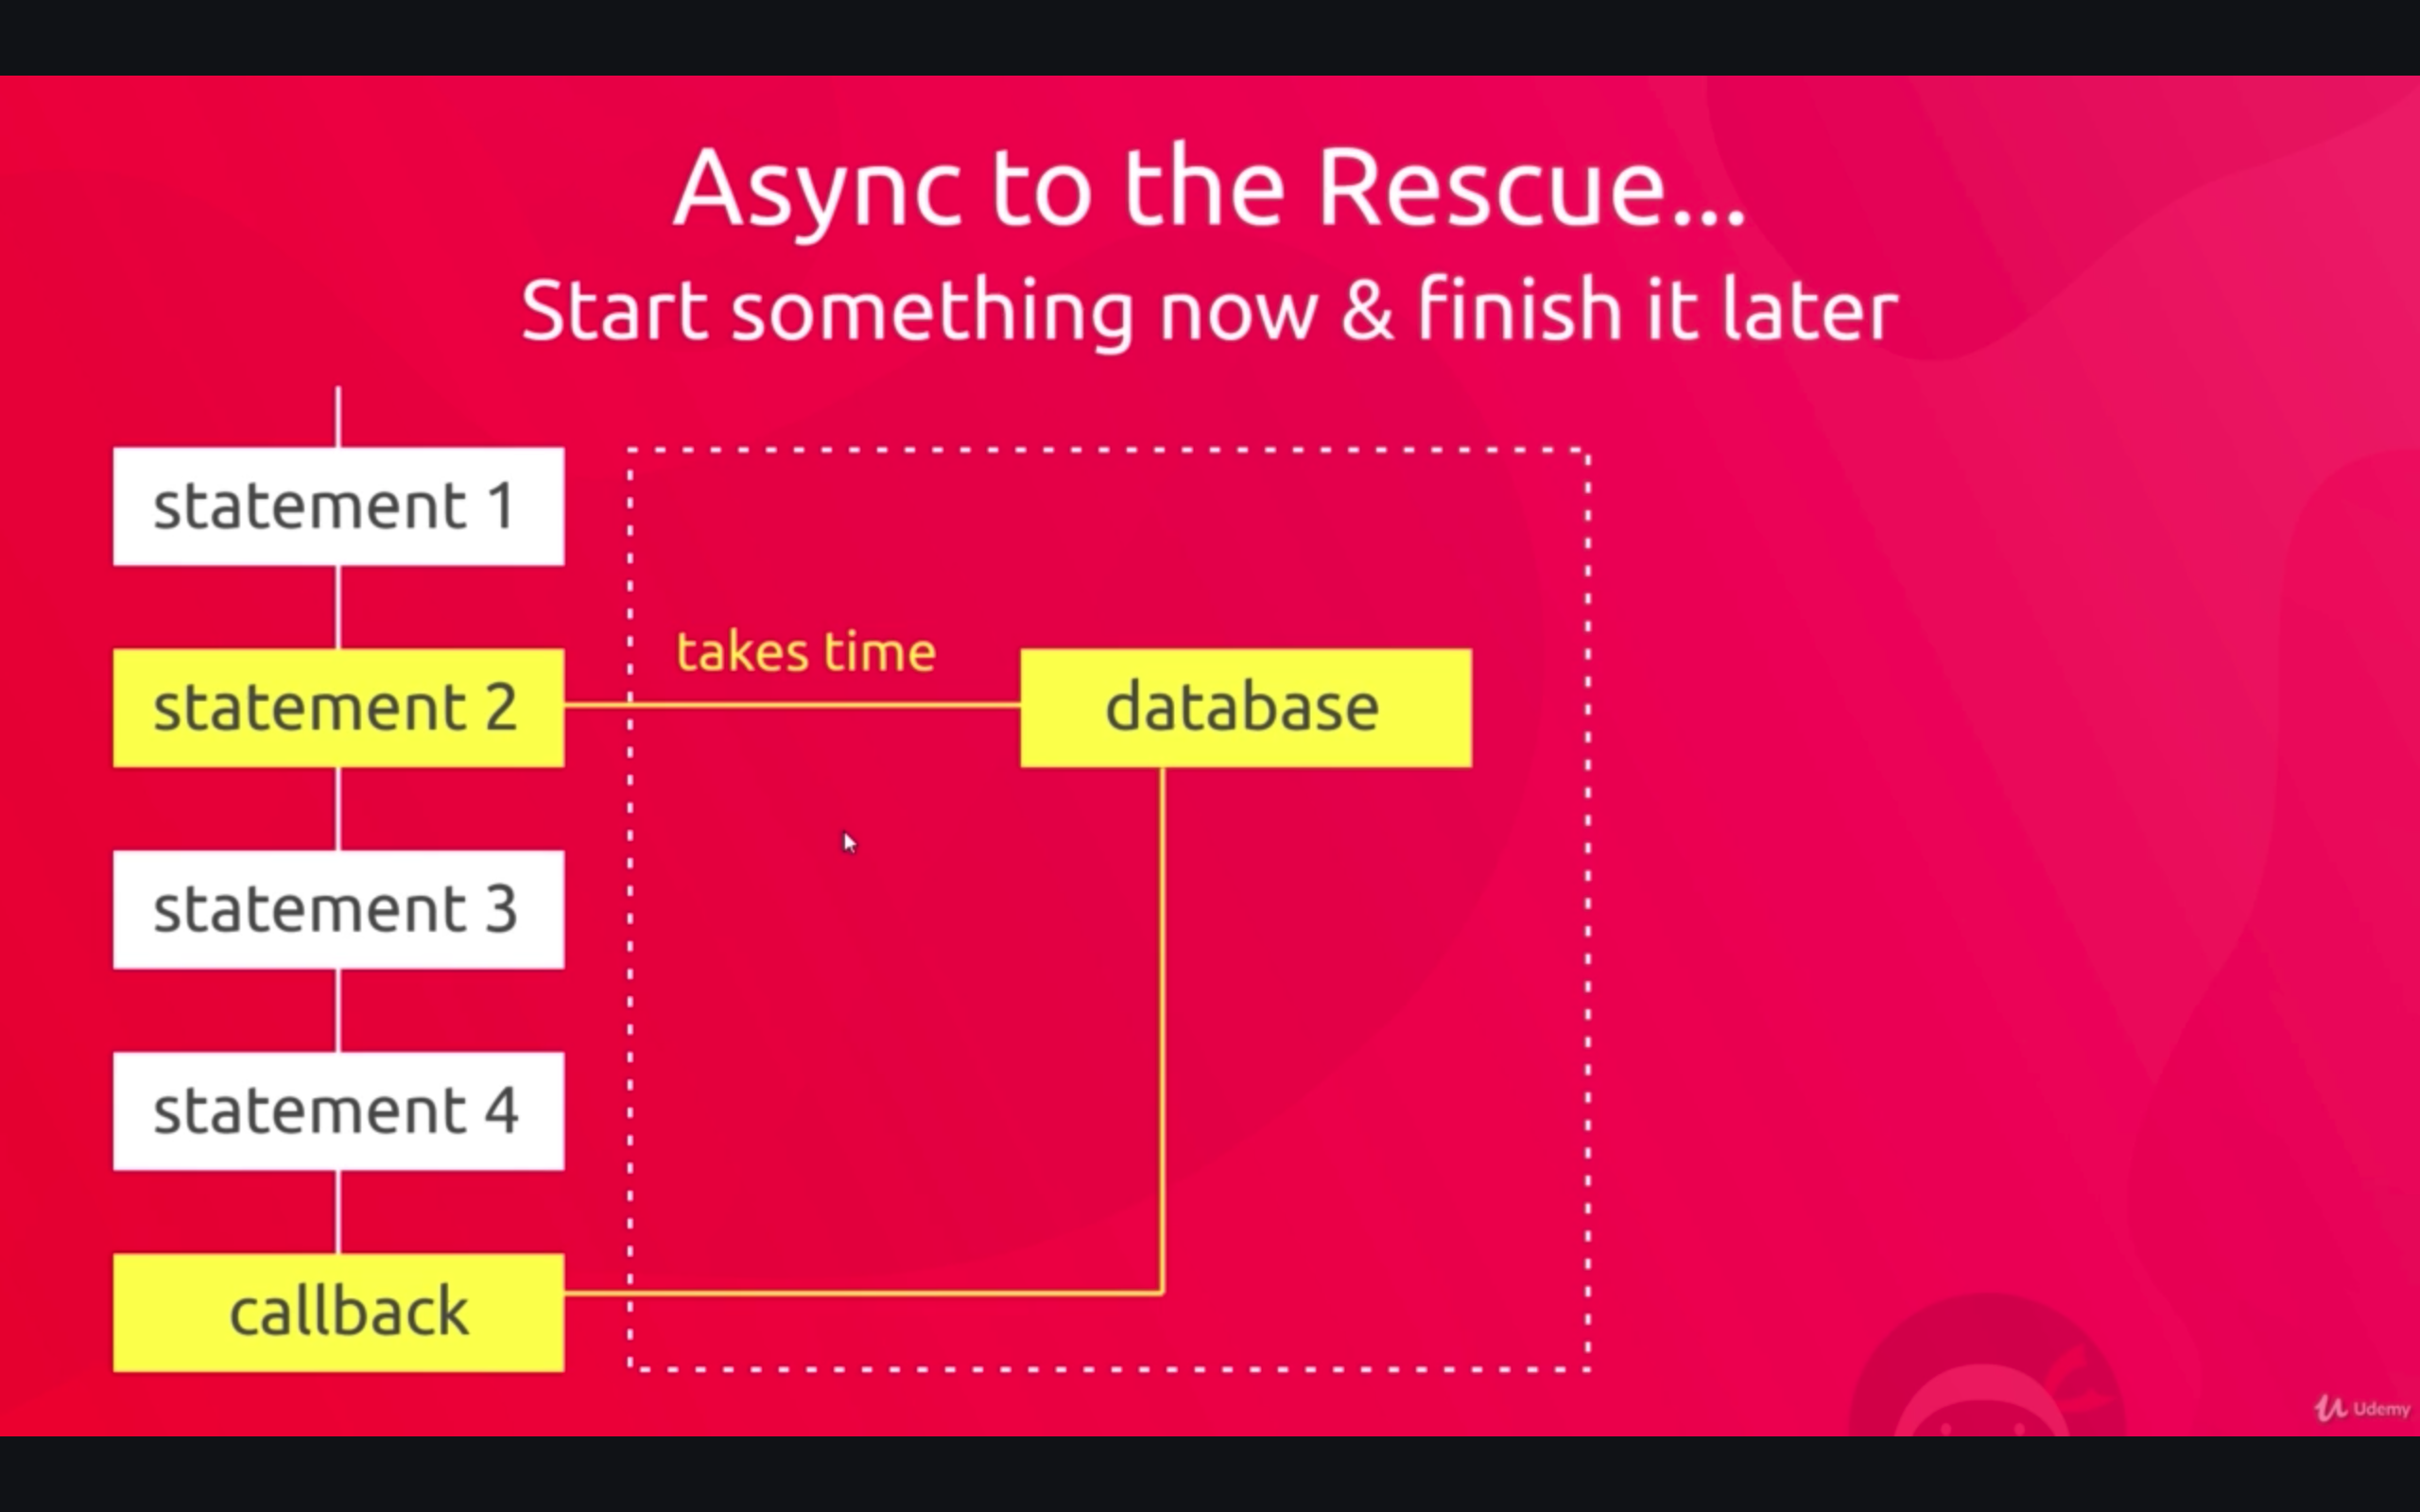 Async to the Rescue...
Start something now & finish it later
statement 1
takes time
statement 2
database
statement 3
statement 4
callback
Udemy